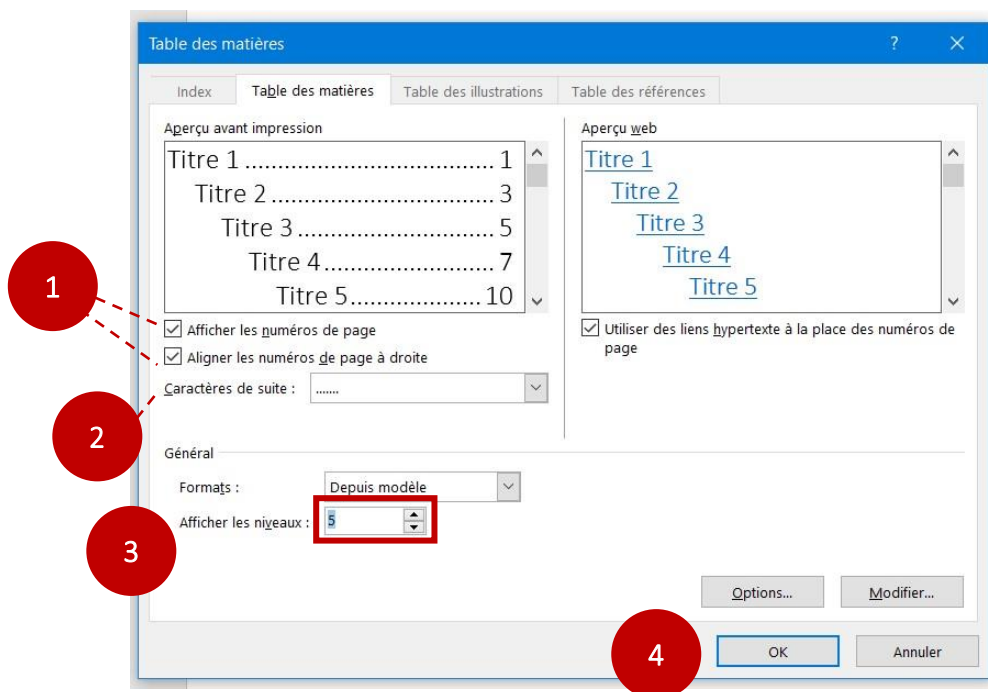 Table des matières
?
Index
Table des matières
Table des illustrations
Table des références
Aperçu avant impression
Titre 1 .................................... 1
Titre 2 ................................. 3
Titre 3 .............................. 5
Titre 4 .......................... 7
Titre 5 ...................... 10
Aperçu web
Titre 1
Titre 2
Titre 3
Titre 4
Titre 5
1
Afficher les numéros de page
Aligner les numéros de page à droite
Utiliser des liens hypertexte à la place des numéros de
page
Caractères de suite : .......
2
Général
Formats : Depuis modèle
Afficher les niveaux : 5
3
Options...
Modifier...
4
OK
Annuler